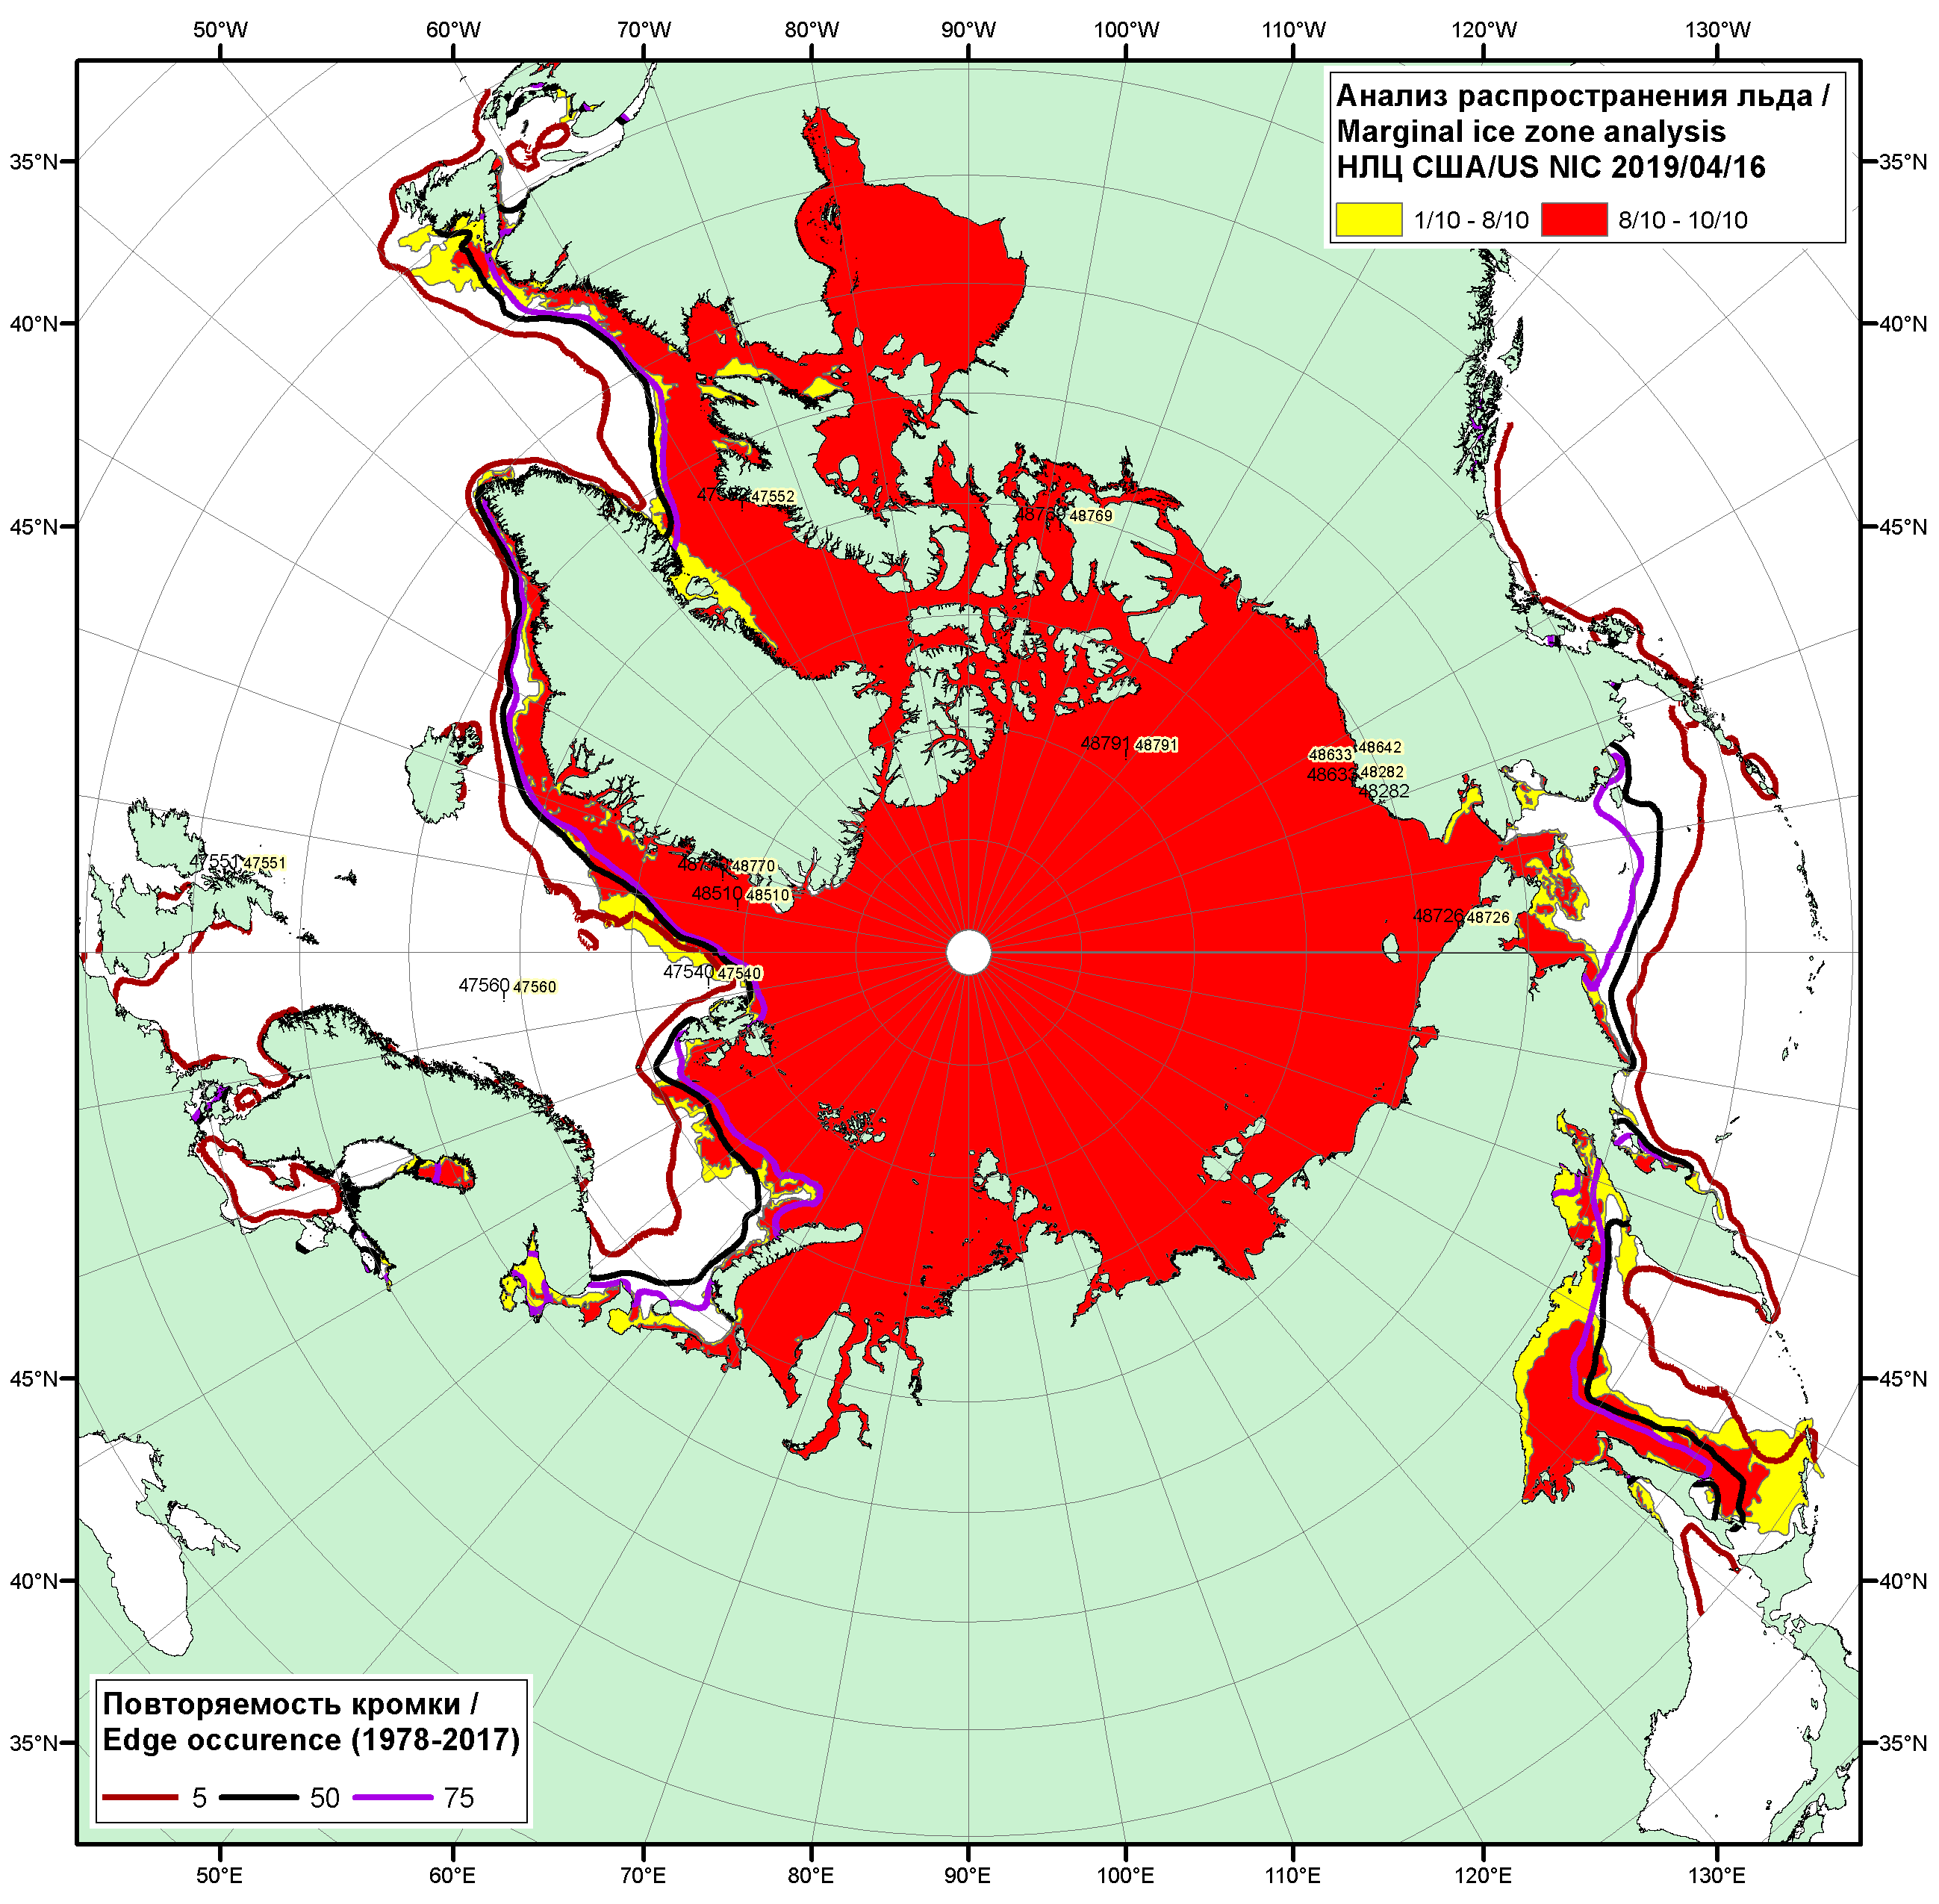 50°W 60°W 70°W 80°W 90°W 100°W 110°W 120°W 130°W
Анализ распространения льда /
Marginal ice zone analysis
НЛЦ США/US NIC 2019/04/16
1/10 - 8/10 8/10 - 10/10
35°N 35°N
40°N 40°N
45°N 45°N
47552
48769 48769
48791 48791
48642
48633
48633 48282
48282
47551 47551
48770
48510 48510
48726 48726
47540 47540
47560 47560
45°N 45°N
40°N 40°N
35°N 35°N
Повторяемость кромки /
Edge occurence (1978-2017)
5 50 75
50°E 60°E 70°E 80°E 90°E 100°E 110°E 120°E 130°E